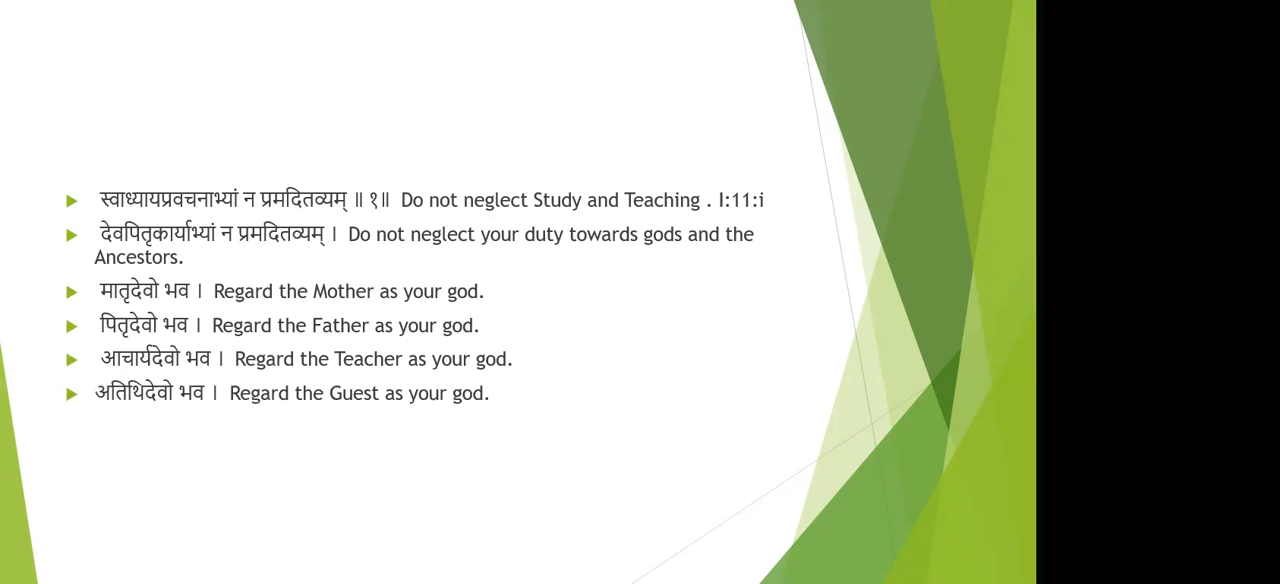 स्वाध्यायप्रवचनाभ्यां न प्रमदितव्यम् ॥ १॥ Do not neglect Study and Teaching . I:11:i
देवपितृकार्याभ्यां न प्रमदितव्यम् । Do not neglect your duty towards gods and the
Ancestors.
मातृदेवो भव । Regard the Mother as your god.
पितृदेवो भव । Regard the Father as your god.
आचार्यदेवो भव । Regard the Teacher as your god.
अतिथिदेवो भव । Regard the Guest as your god.